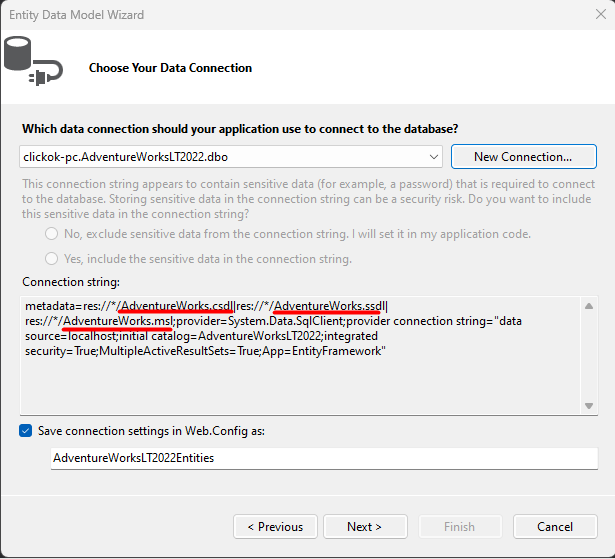 Entity Data Model Wizard
Choose Your Data Connection
Which data connection should your application use to connect to the database?
clickok-pc.AdventureWorksLT2022.dbo
New Connection...
This connection string appears to contain sensitive data (for example, a password) that is required to connect
to the database. Storing sensitive data in the connection string can be a security risk. Do you want to include
this sensitive data in the connection string?
No, exclude sensitive data from the connection string. I will set it in my application code.
Yes, include the sensitive data in the connection string.
Connection string:
metadata=res://*/AdventureWorks.csdl|res://*/AdventureWorks.ssdl|
res://*/AdventureWorks.msl;provider=System.Data.SqlClient;provider connection string="data
source=localhost;initial catalog=AdventureWorksLT2022;integrated
security=True;MultipleActiveResultSets=True;App=EntityFramework"
Save connection settings in Web.Config as:
AdventureWorksLT2022Entities
< Previous
Next >
Finish
Cancel